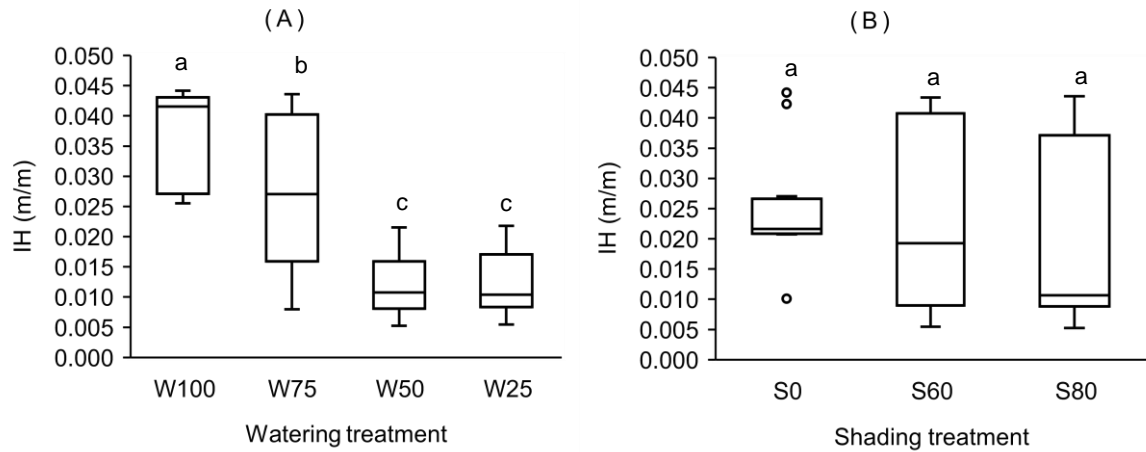 (A)
IH (m/m)
0.050
0.045
0.040
0.035
0.030
0.025
0.020
0.015
0.010
0.005
0.000
a
b
c
c
W100 W75 W50 W25
Watering treatment
(B)
IH (m/m)
0.050
0.045
0.040
0.035
0.030
0.025
0.020
0.015
0.010
0.005
0.000
a
a
a
S0 S60 S80
Shading treatment